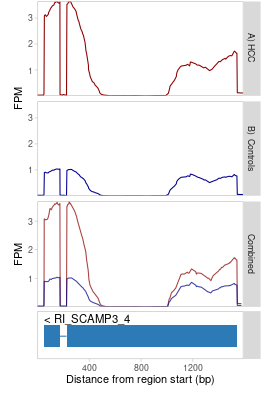 3
2
1
A) HCC
3
2
1
B) Controls
3
2
1
Combined
FPM
FPM
< RI_SCAMP3_4
400
800
1200
Distance from region start (bp)